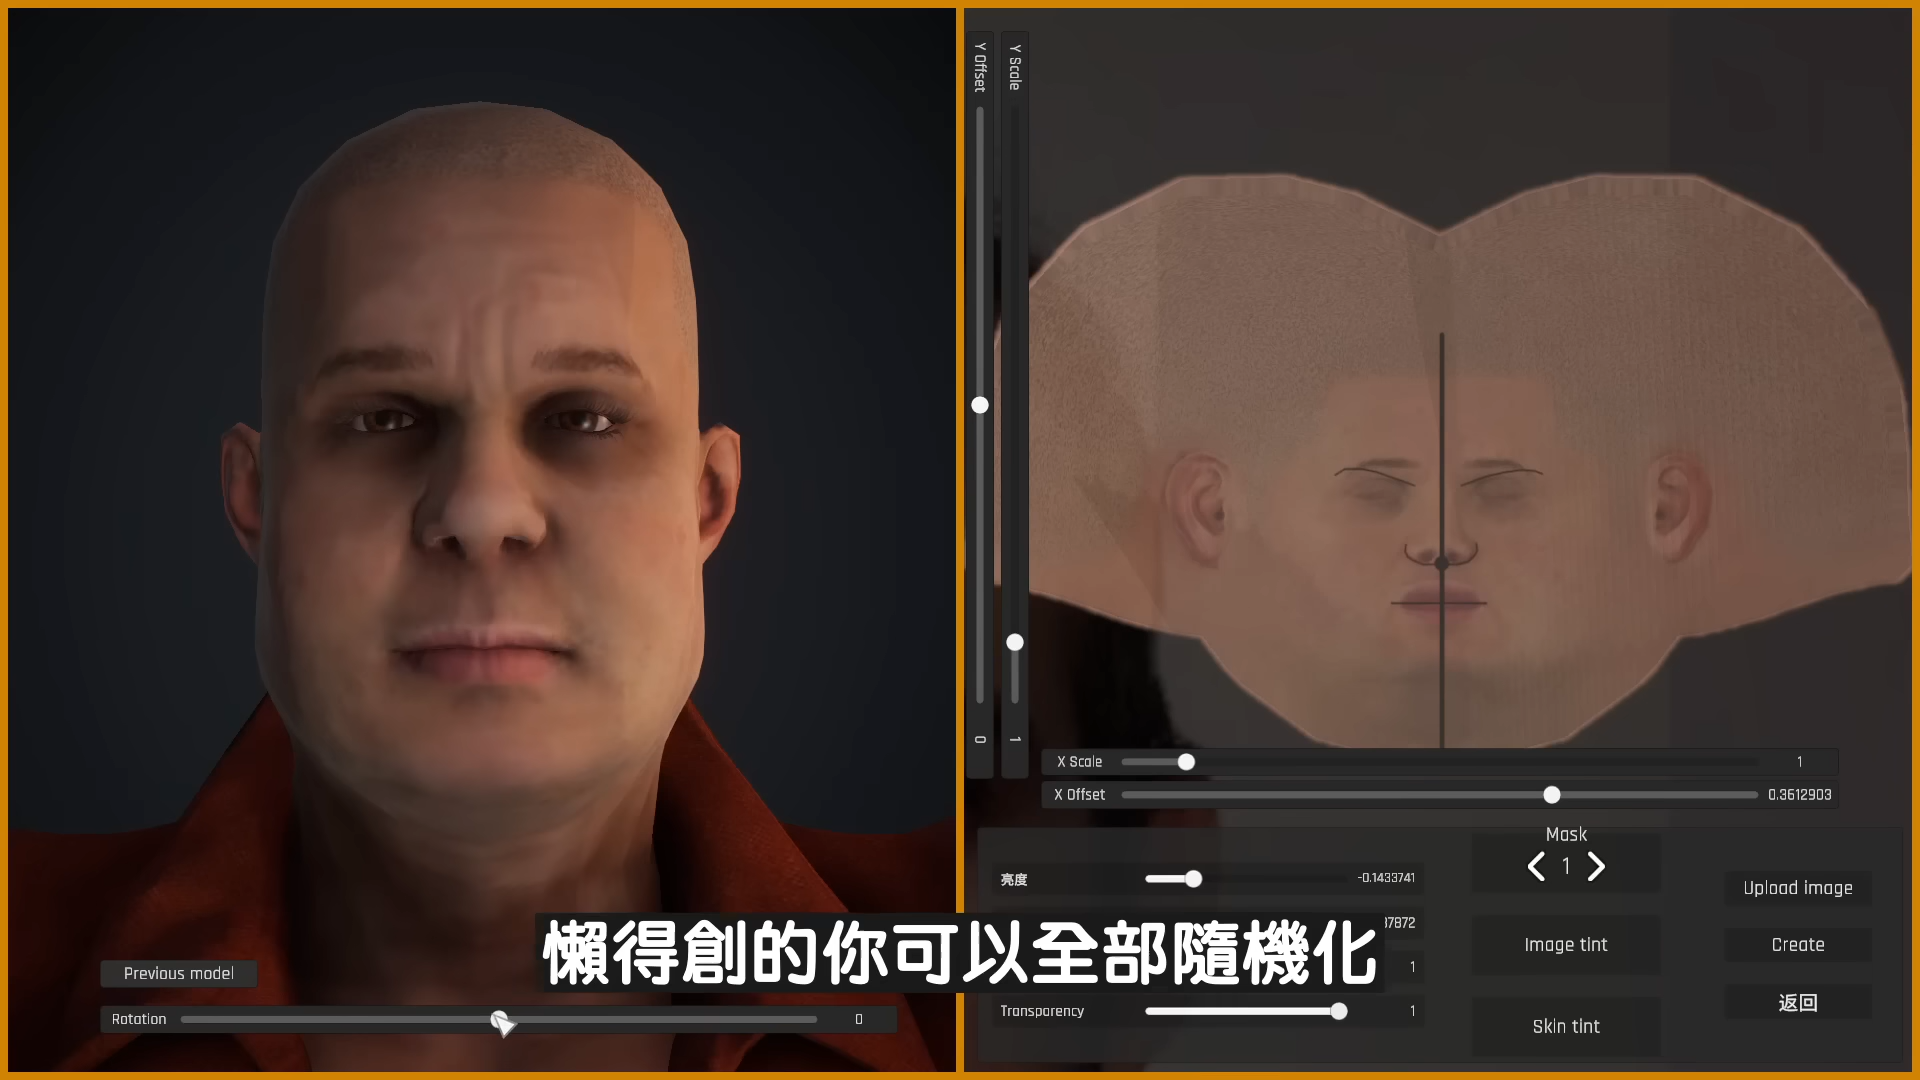 Y Offset
0
Y Scale
1
X Scale
1
X Offset
0.3612903
Mask
1
亮度
-0.1433741
37872
1
Transparency
1
Image tint
Skin tint
Upload image
Create
返回
懶得創的你可以全部隨機化
Previous model
Rotation
0